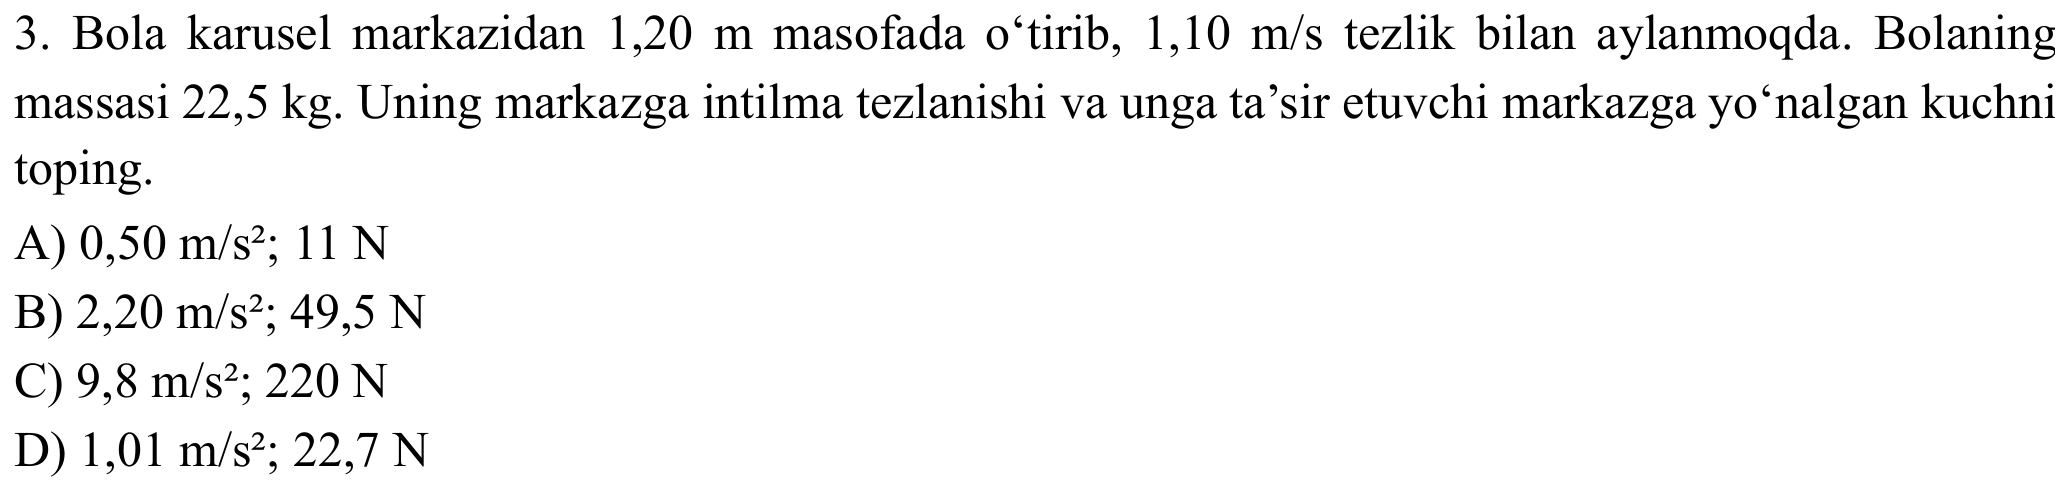 3. Bola karusel markazidan 1,20 m masofada o‘tirib, 1,10 m/s tezlik bilan aylanmoqda. Bolaning
massasi 22,5 kg. Uning markazga intilma tezlanishi va unga ta’sir etuvchi markazga yo‘nalgan kuchni
toping.
A) 0,50 m/s²; 11 N
B) 2,20 m/s²; 49,5 N
C) 9,8 m/s²; 220 N
D) 1,01 m/s²; 22,7 N